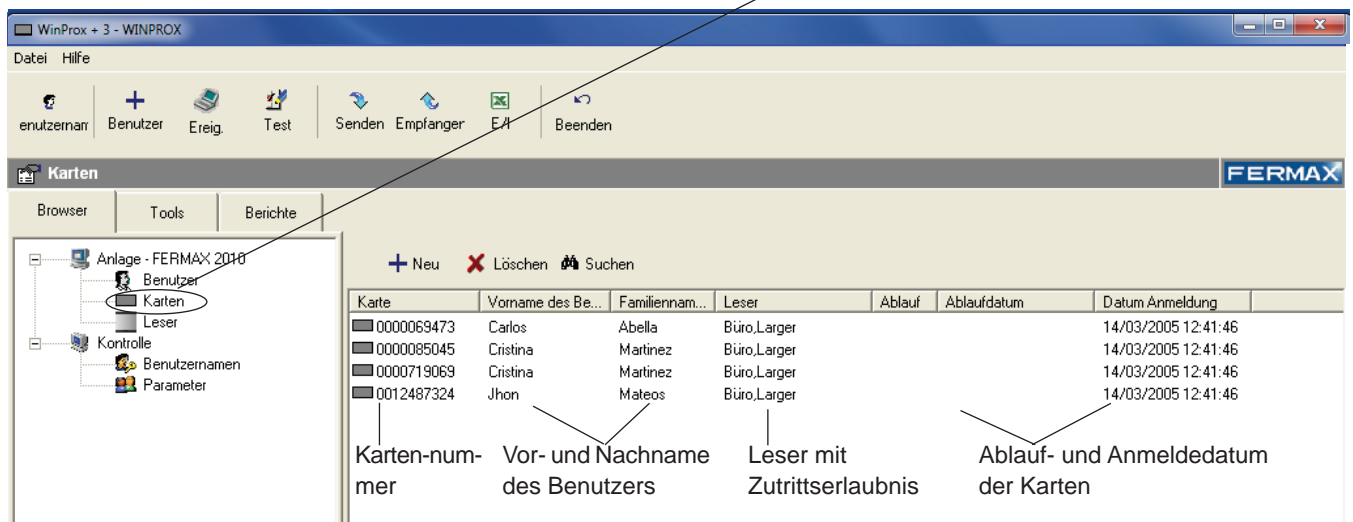 WinProx + 3 - WINPROX
Datei Hilfe
enutzernam Benutzer Ereig. Test Senden Empfanger E/I Beenden
Karten FERMAX
Browser Tools Berichte
Anlage - FERMAX 2010
Benutzer
Karten
Leser
Kontrolle
Benutzernamen
Parameter
Neu Löschen Suchen
Karte Vorname des Be... Familiennam... Leser Ablauf Ablaufdatum Datum Anmeldung
0000069473 Carlos Abella Büro,Larger 14/03/2005 12:41:46
0000085045 Cristina Martinez Büro,Larger 14/03/2005 12:41:46
0000719069 Cristina Martinez Büro,Larger 14/03/2005 12:41:46
0012487324 Jhon Mateos Büro,Larger 14/03/2005 12:41:46
Karten-num-
mer
Vor- und Nachname
des Benutzers
Leser mit
Zutrittserlaubnis
Ablauf- und Anmeldedatum
der Karten